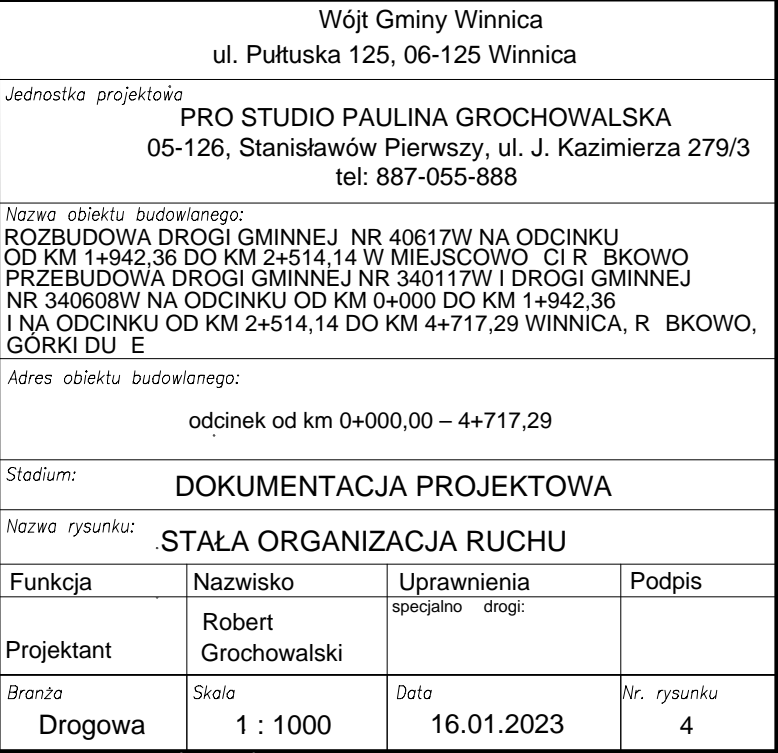 Wójt Gminy Winnica
ul. Pułtuska 125, 06-125 Winnica
Jednostka projektowa
PRO STUDIO PAULINA GROCHOWALSKA
05-126, Stanisławów Pierwszy, ul. J. Kazimierza 279/3
tel: 887-055-888
Nazwa obiektu budowlanego:
ROZBUDOWA DROGI GMINNEJ NR 40617W NA ODCINKU
OD KM 1+942,36 DO KM 2+514,14 W MIEJSCOWO CI R BKOWO
PRZEBUDOWA DROGI GMINNEJ NR 340117W I DROGI GMINNEJ
NR 340608W NA ODCINKU OD KM 0+000 DO KM 1+942,36
I NA ODCINKU OD KM 2+514,14 DO KM 4+717,29 WINNICA, R BKOWO,
GÓRKI DU E
Adres obiektu budowlanego:
odcinek od km 0+000,00 – 4+717,29
Stadium:
DOKUMENTACJA PROJEKTOWA
Nazwa rysunku:
STAŁA ORGANIZACJA RUCHU
Funkcja Nazwisko Uprawnienia Podpis
specjalno drogi:
Projektant Robert
Grochowalski
Branża Skala Data Nr. rysunku
Drogowa 1 : 1000 16.01.2023 4